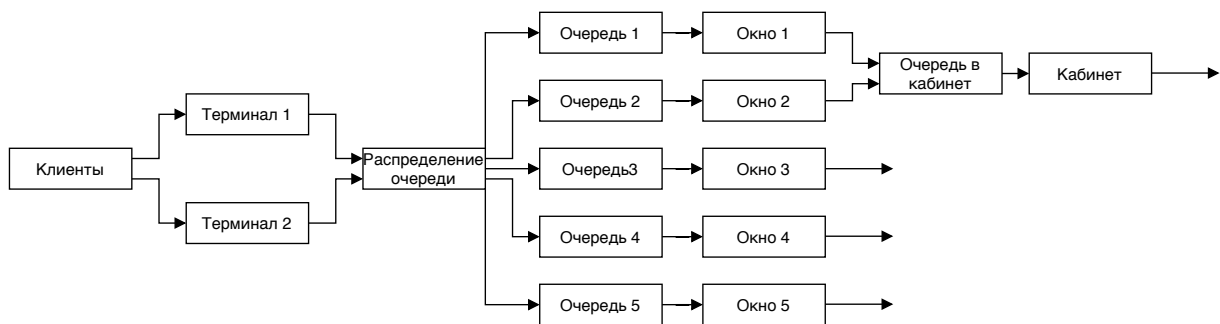 Клиенты
Терминал 1
Терминал 2
Распределение
очереди
Очередь 1
Окно 1
Очередь 2
Окно 2
Очередь3
Окно 3
Очередь 4
Окно 4
Очередь 5
Окно 5
Очередь в
кабинет
Кабинет